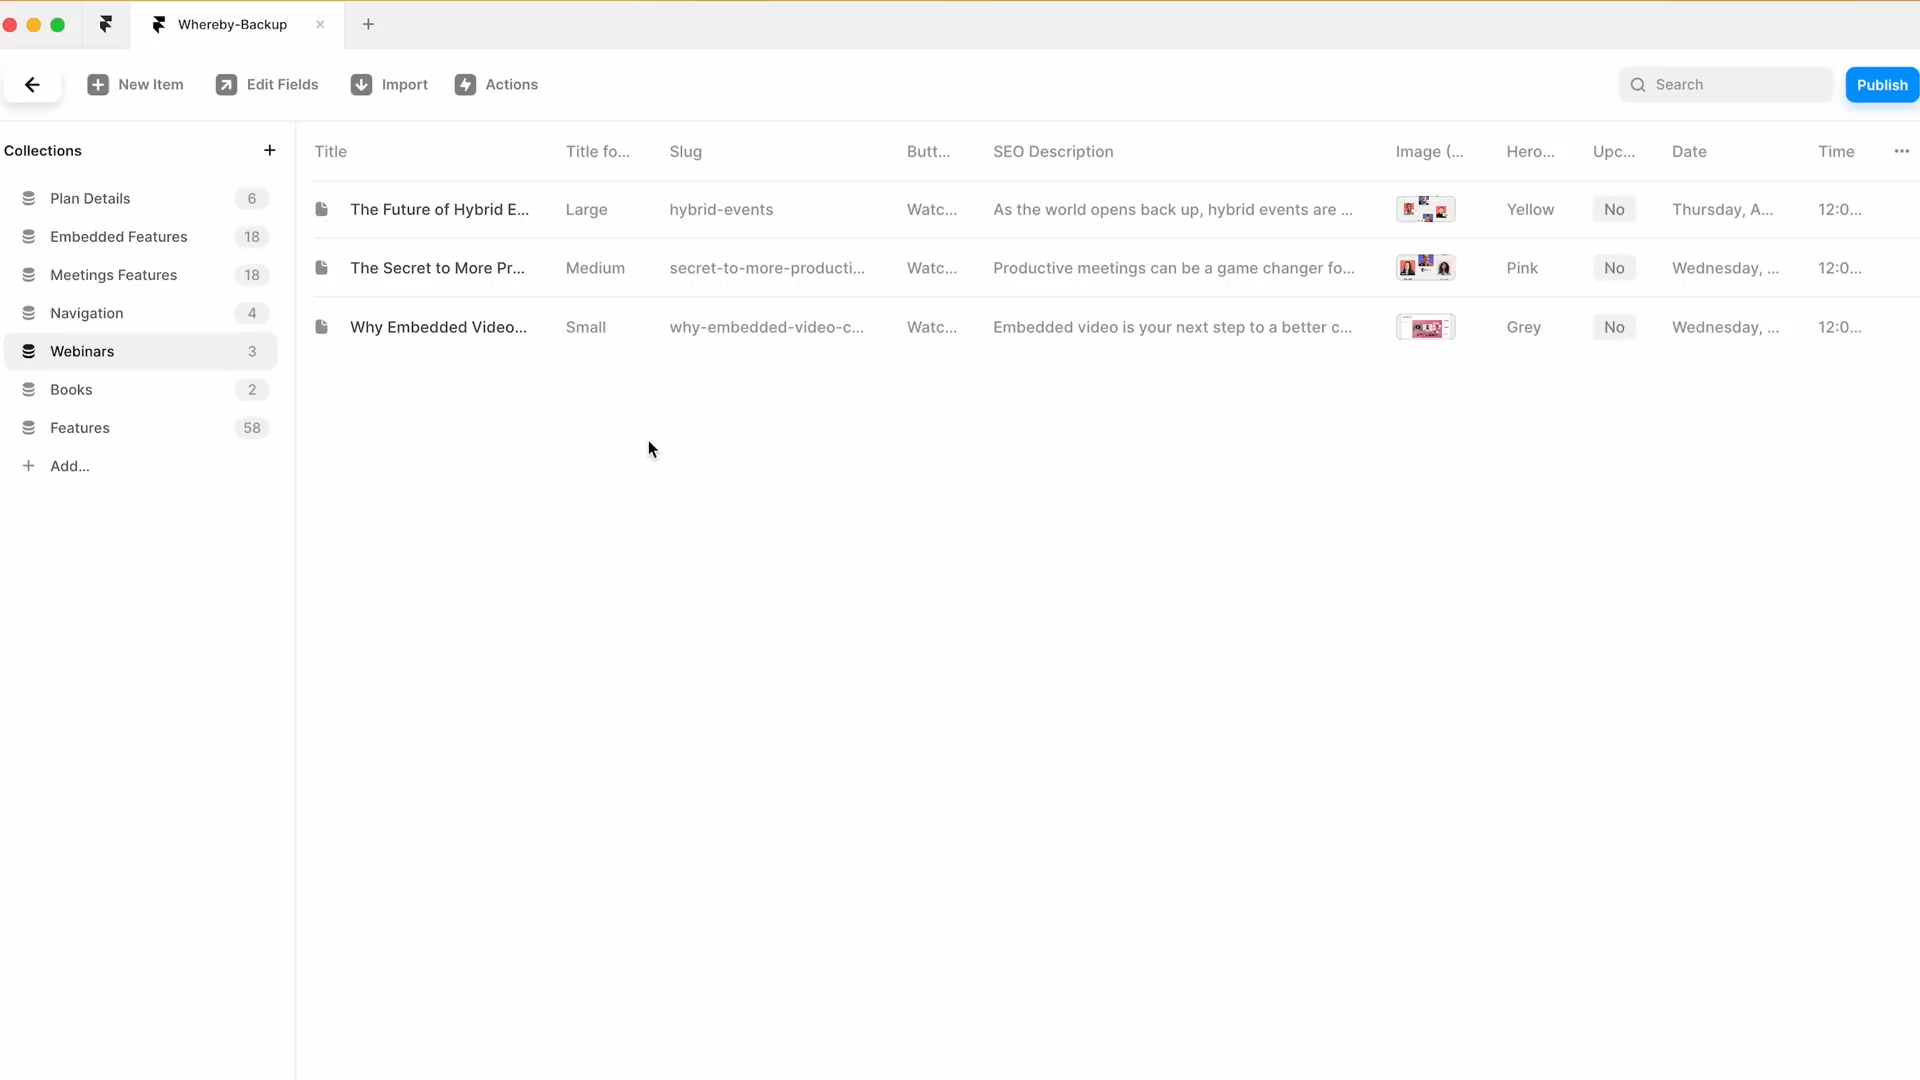 Whereby-Backup
New Item Edit Fields Import Actions Search Publish
Collections
Plan Details 6
Embedded Features 18
Meetings Features 18
Navigation 4
Webinars 3
Books 2
Features 58
Add...
Title Title fo... Slug Butt... SEO Description Image (... Hero... Upc... Date Time
The Future of Hybrid E... Large hybrid-events Watc... As the world opens back up, hybrid events are ... Yellow No Thursday, A... 12:0...
The Secret to More Pr... Medium secret-to-more-producti... Watc... Productive meetings can be a game changer fo... Pink No Wednesday, ... 12:0...
Why Embedded Video... Small why-embedded-video-c... Watc... Embedded video is your next step to a better c... Grey No Wednesday, ... 12:0...